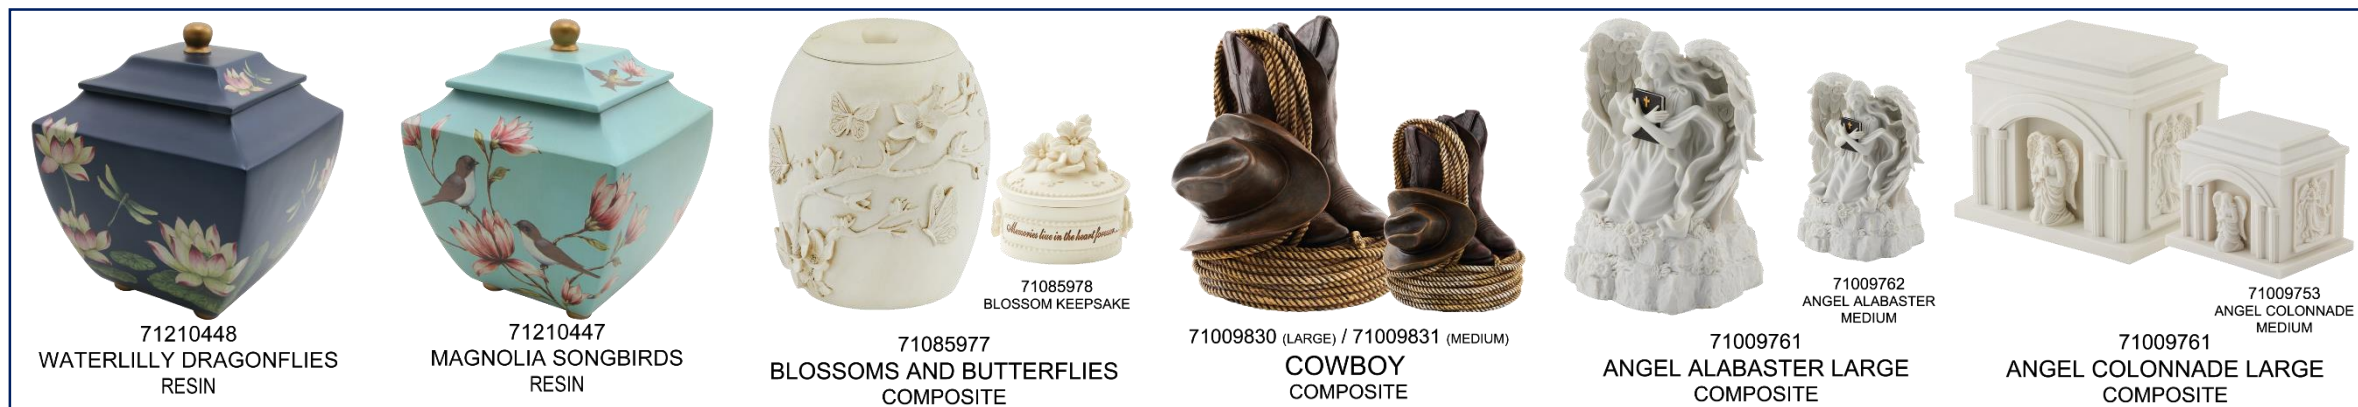 71210448
WATERLILLY DRAGONFLIES
RESIN
71210447
MAGNOLIA SONGBIRDS
RESIN
Memories live in the heart forever...
71085978
BLOSSOM KEEPSAKE
71085977
BLOSSOMS AND BUTTERFLIES
COMPOSITE
71009830 (LARGE) / 71009831 (MEDIUM)
COWBOY
COMPOSITE
71009762
ANGEL ALABASTER
MEDIUM
71009761
ANGEL ALABASTER LARGE
COMPOSITE
71009753
ANGEL COLONNADE
MEDIUM
71009761
ANGEL COLONNADE LARGE
COMPOSITE